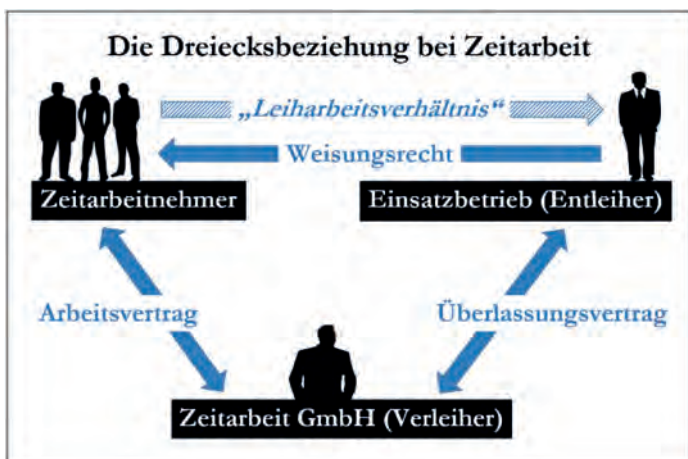 Die Dreiecksbeziehung bei Zeitarbeit
„Leiharbeitsverhältnis“
Weisungsrecht
Zeitarbeitnehmer
Einsatzbetrieb (Entleiher)
Arbeitsvertrag
Überlassungsvertrag
Zeitarbeit GmbH (Verleiher)